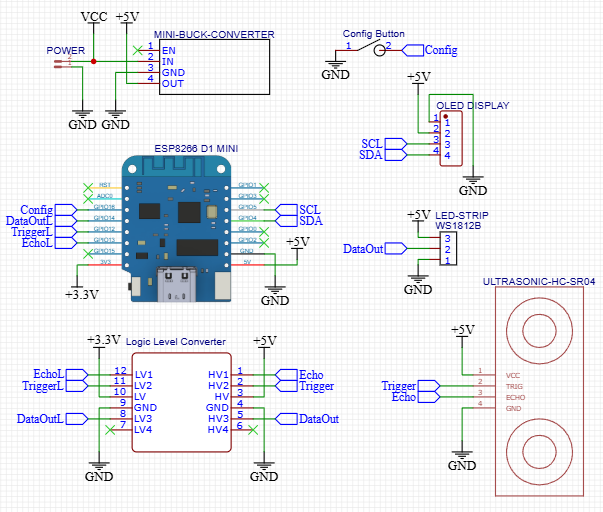 VCC
+5V
MINI-BUCK-CONVERTER
POWER
2
1
1 EN
2 IN
3 GND
4 OUT
GND
GND
Config Button
1
2
Config
GND
+5V
OLED DISPLAY
1 1
2 2
SCL 3 3
SDA 4 4
GND
ESP8266 D1 MINI
RST
GPIO1
ADC0
GPIO3
Config GPIO16
GPIO5 SCL
DataOutL GPIO14
GPIO4 SDA
TriggerL GPIO12
EchoL GPIO13
GPIO2
GPIO15
GND
3V3
5V
+5V
+3.3V
GND
+5V
LED-STRIP
WS1812B
3
DataOut 2
1
GND
ULTRASONIC-HC-SR04
+5V
1 VCC
Trigger 2 TRIG
Echo 3 ECHO
4 GND
GND
+3.3V
Logic Level Converter
+5V
EchoL 12 LV1 HV1 1 Echo
TriggerL 11 LV2 HV2 2 Trigger
10 LV HV 3
9 GND GND 4
DataOutL 8 LV3 HV3 5 DataOut
7 LV4 HV4 6
GND
GND